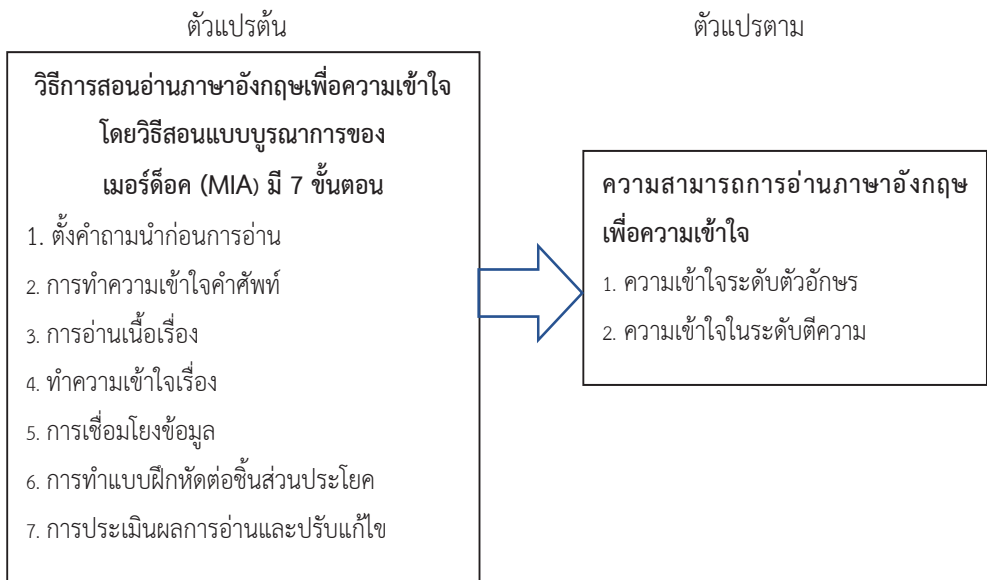 ตัวแปรต้น
ตัวแปรตาม
วิธีการสอนอ่านภาษาอังกฤษเพื่อความเข้าใจ
โดยวิธีสอนแบบบูรณาการของ
เมอร์ด็อค (MIA) มี 7 ขั้นตอน
1. ตั้งคำถามนำก่อนการอ่าน
2. การทำความเข้าใจคำศัพท์
3. การอ่านเนื้อเรื่อง
4. ทำความเข้าใจเรื่อง
5. การเชื่อมโยงข้อมูล
6. การทำแบบฝึกหัดต่อชิ้นส่วนประโยค
7. การประเมินผลการอ่านและปรับแก้ไข
ความสามารถการอ่านภาษาอังกฤษ
เพื่อความเข้าใจ
1. ความเข้าใจระดับตัวอักษร
2. ความเข้าใจในระดับตีความ